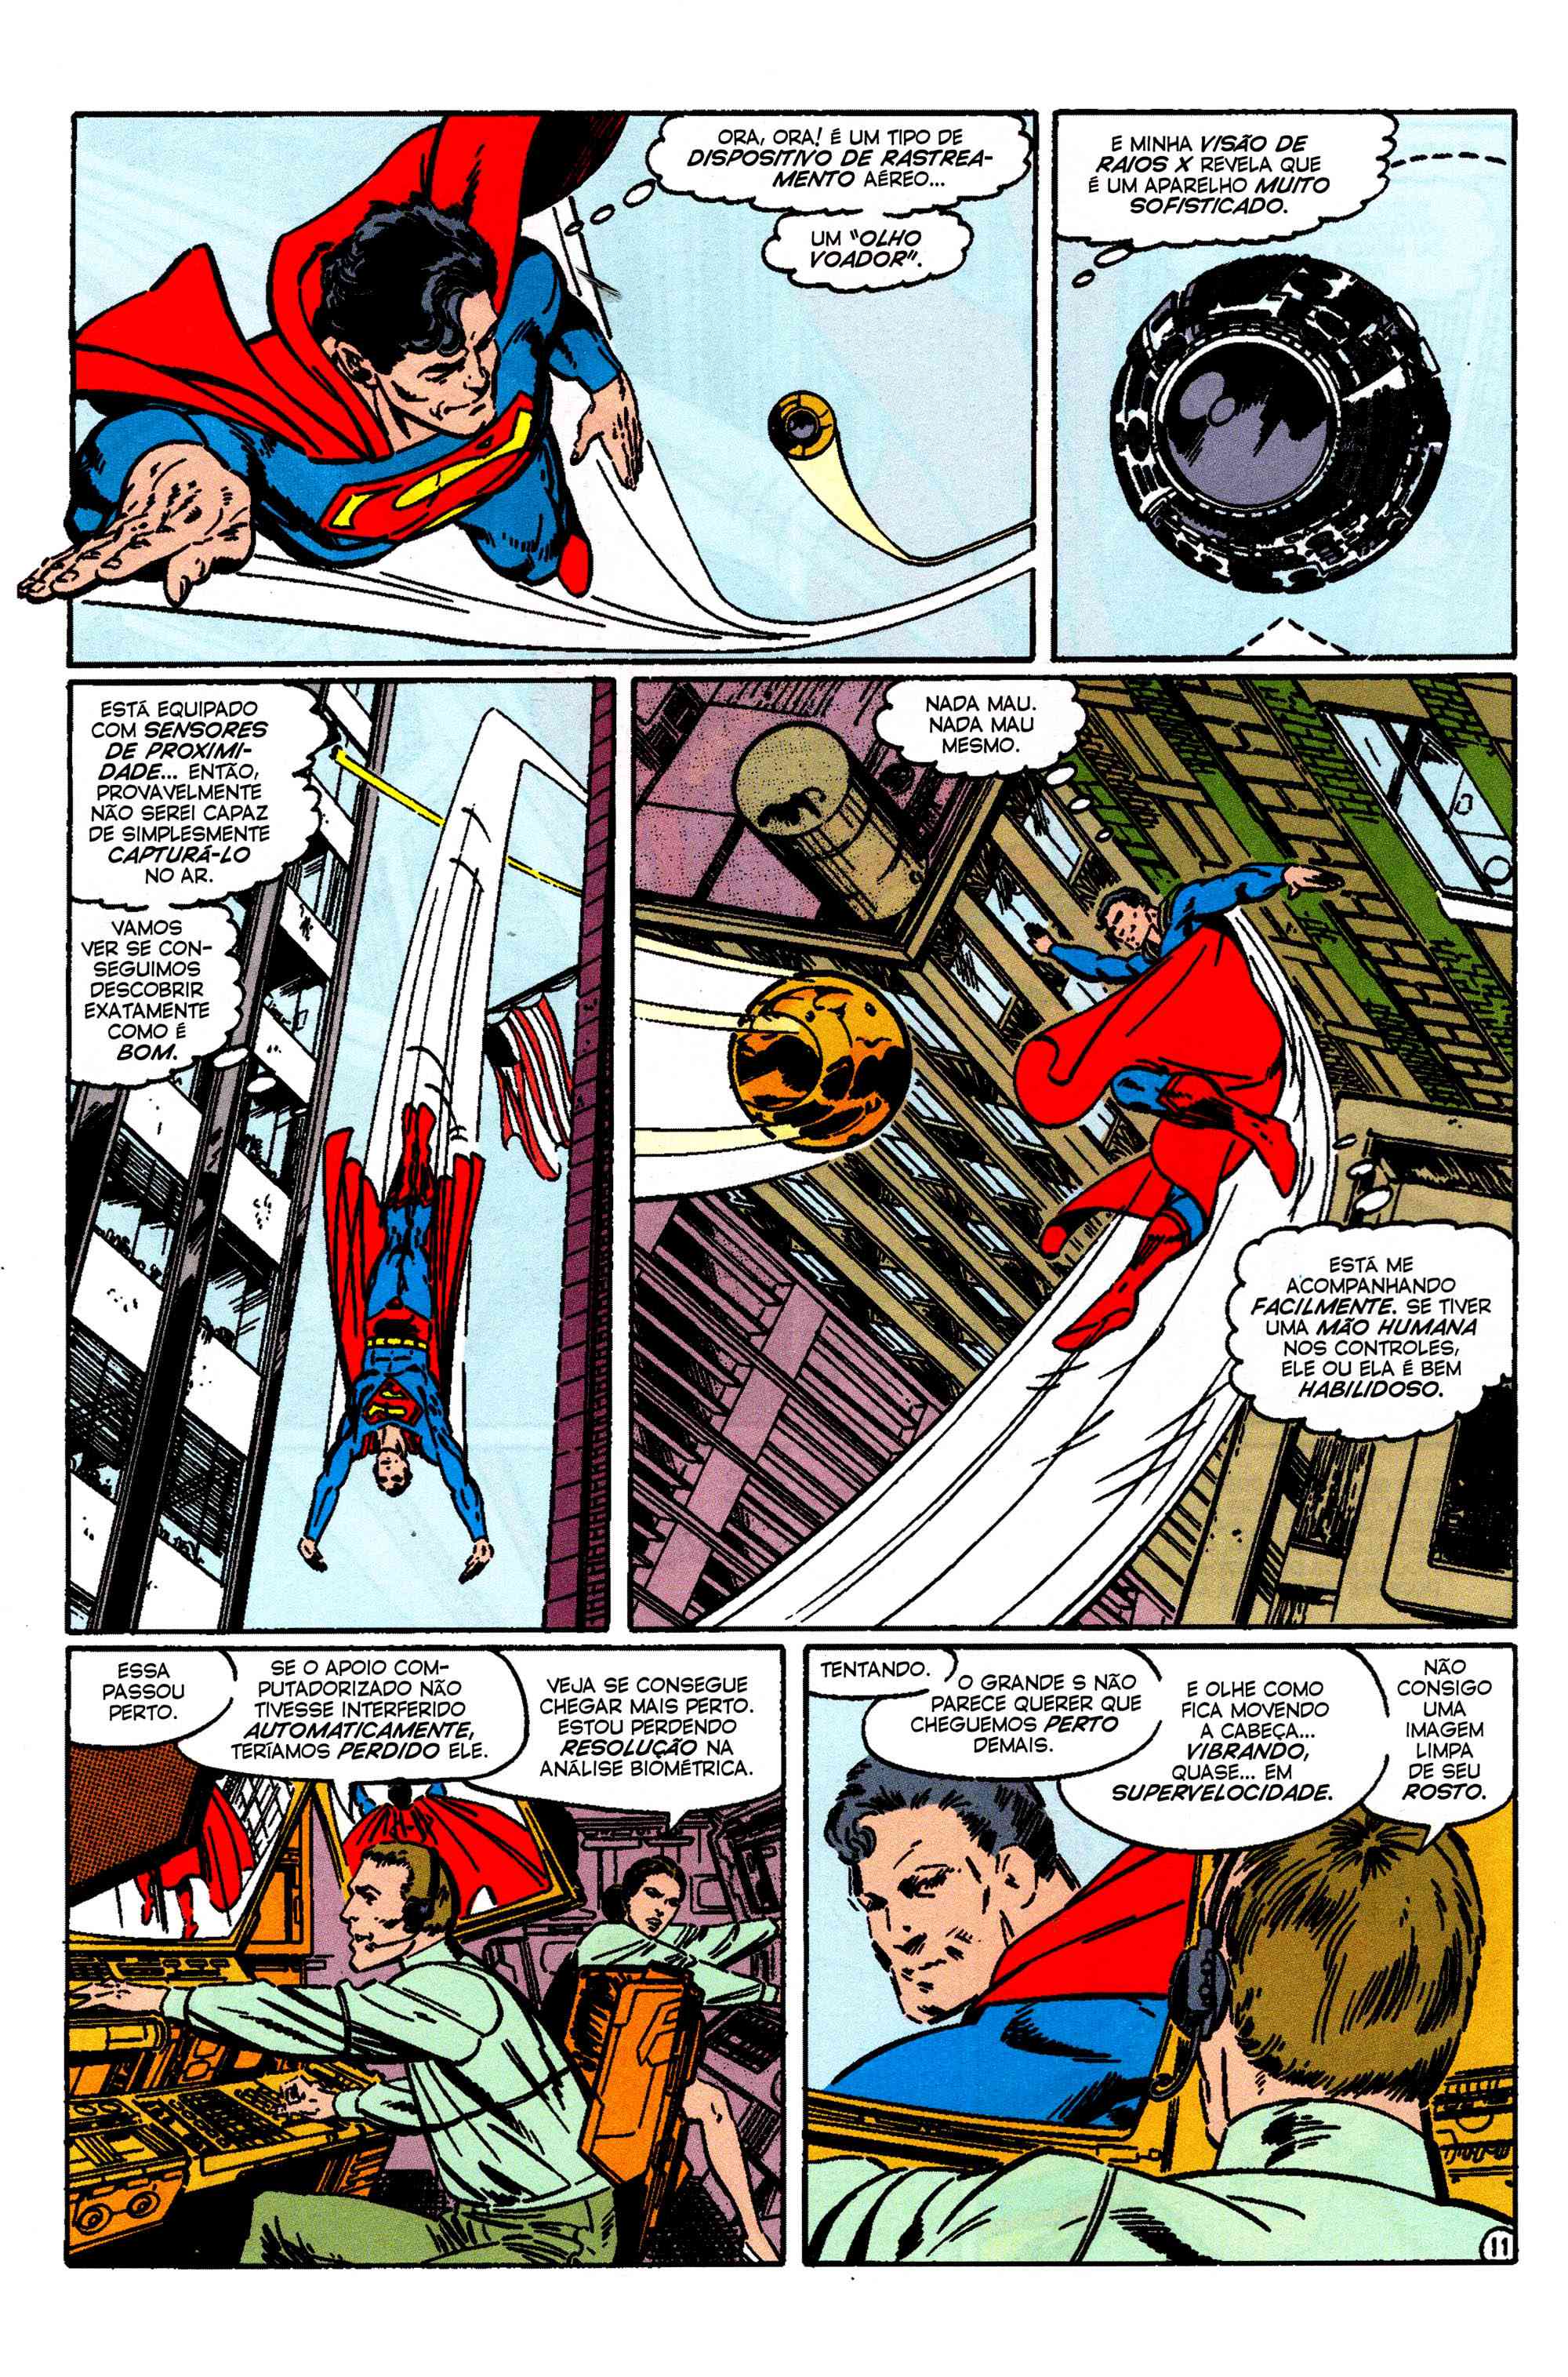 ORA, ORA! É UM TIPO DE
DISPOSITIVO DE RASTREA-
MENTO AÉREO...
UM "OLHO
VOADOR".
E MINHA VISÃO DE
RAIOS X REVELA QUE
É UM APARELHO MUITO
SOFISTICADO.
ESTÁ EQUIPADO
COM SENSORES
DE PROXIMI-
DADE... ENTÃO,
PROVAVELMENTE
NÃO SEREI CAPAZ
DE SIMPLESMENTE
CAPTURÁ-LO
NO AR.
VAMOS
VER SE CON-
SEGUIMOS
DESCOBRIR
EXATAMENTE
COMO É
BOM.
NADA MAU.
NADA MAU
MESMO.
ESTÁ ME
ACOMPANHANDO
FACILMENTE. SE TIVER
UMA MÃO HUMANA
NOS CONTROLES,
ELE OU ELA É BEM
HABILIDOSO.
ESSA
PASSOU
PERTO.
SE O APOIO COM-
PUTADORIZADO NÃO
TIVESSE INTERFERIDO
AUTOMATICAMENTE,
TERÍAMOS PERDIDO ELE.
VEJA SE CONSEGUE
CHEGAR MAIS PERTO.
ESTOU PERDENDO
RESOLUÇÃO NA
ANÁLISE BIOMÉTRICA.
TENTANDO.
O GRANDE S NÃO
PARECE QUERER QUE
CHEGUEMOS PERTO
DEMAIS.
E OLHE COMO
FICA MOVENDO
A CABEÇA...
VIBRANDO,
QUASE... EM
SUPERVELOCIDADE.
NÃO
CONSIGO
UMA
IMAGEM
LIMPA
DE SEU
ROSTO.
11